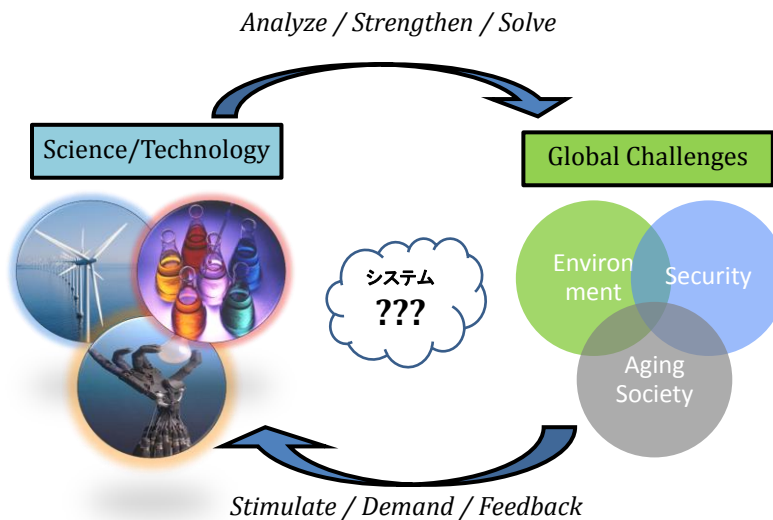 Analyze / Strengthen / Solve
Science/Technology
Global Challenges
システム
???
Environ
ment
Security
Aging
Society
Stimulate / Demand / Feedback